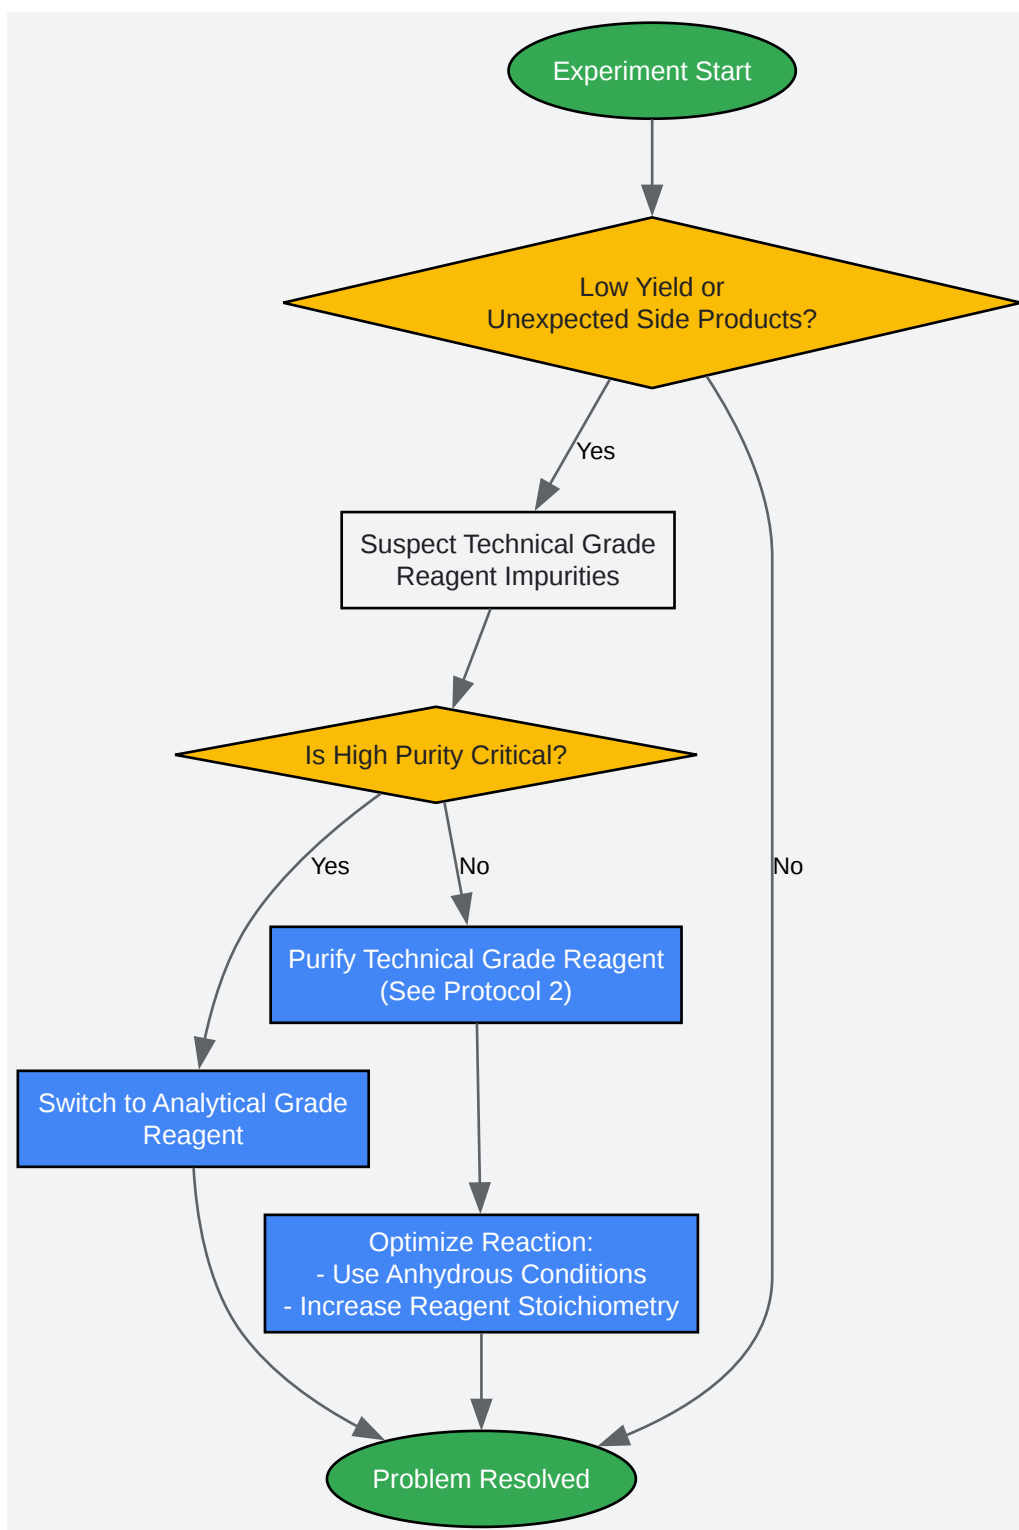 Experiment Start
Low Yield or
Unexpected Side Products?
Yes
Suspect Technical Grade
Reagent Impurities
Is High Purity Critical?
Yes
No
No
Purify Technical Grade Reagent
(See Protocol 2)
Switch to Analytical Grade
Reagent
Optimize Reaction:
- Use Anhydrous Conditions
- Increase Reagent Stoichiometry
Problem Resolved